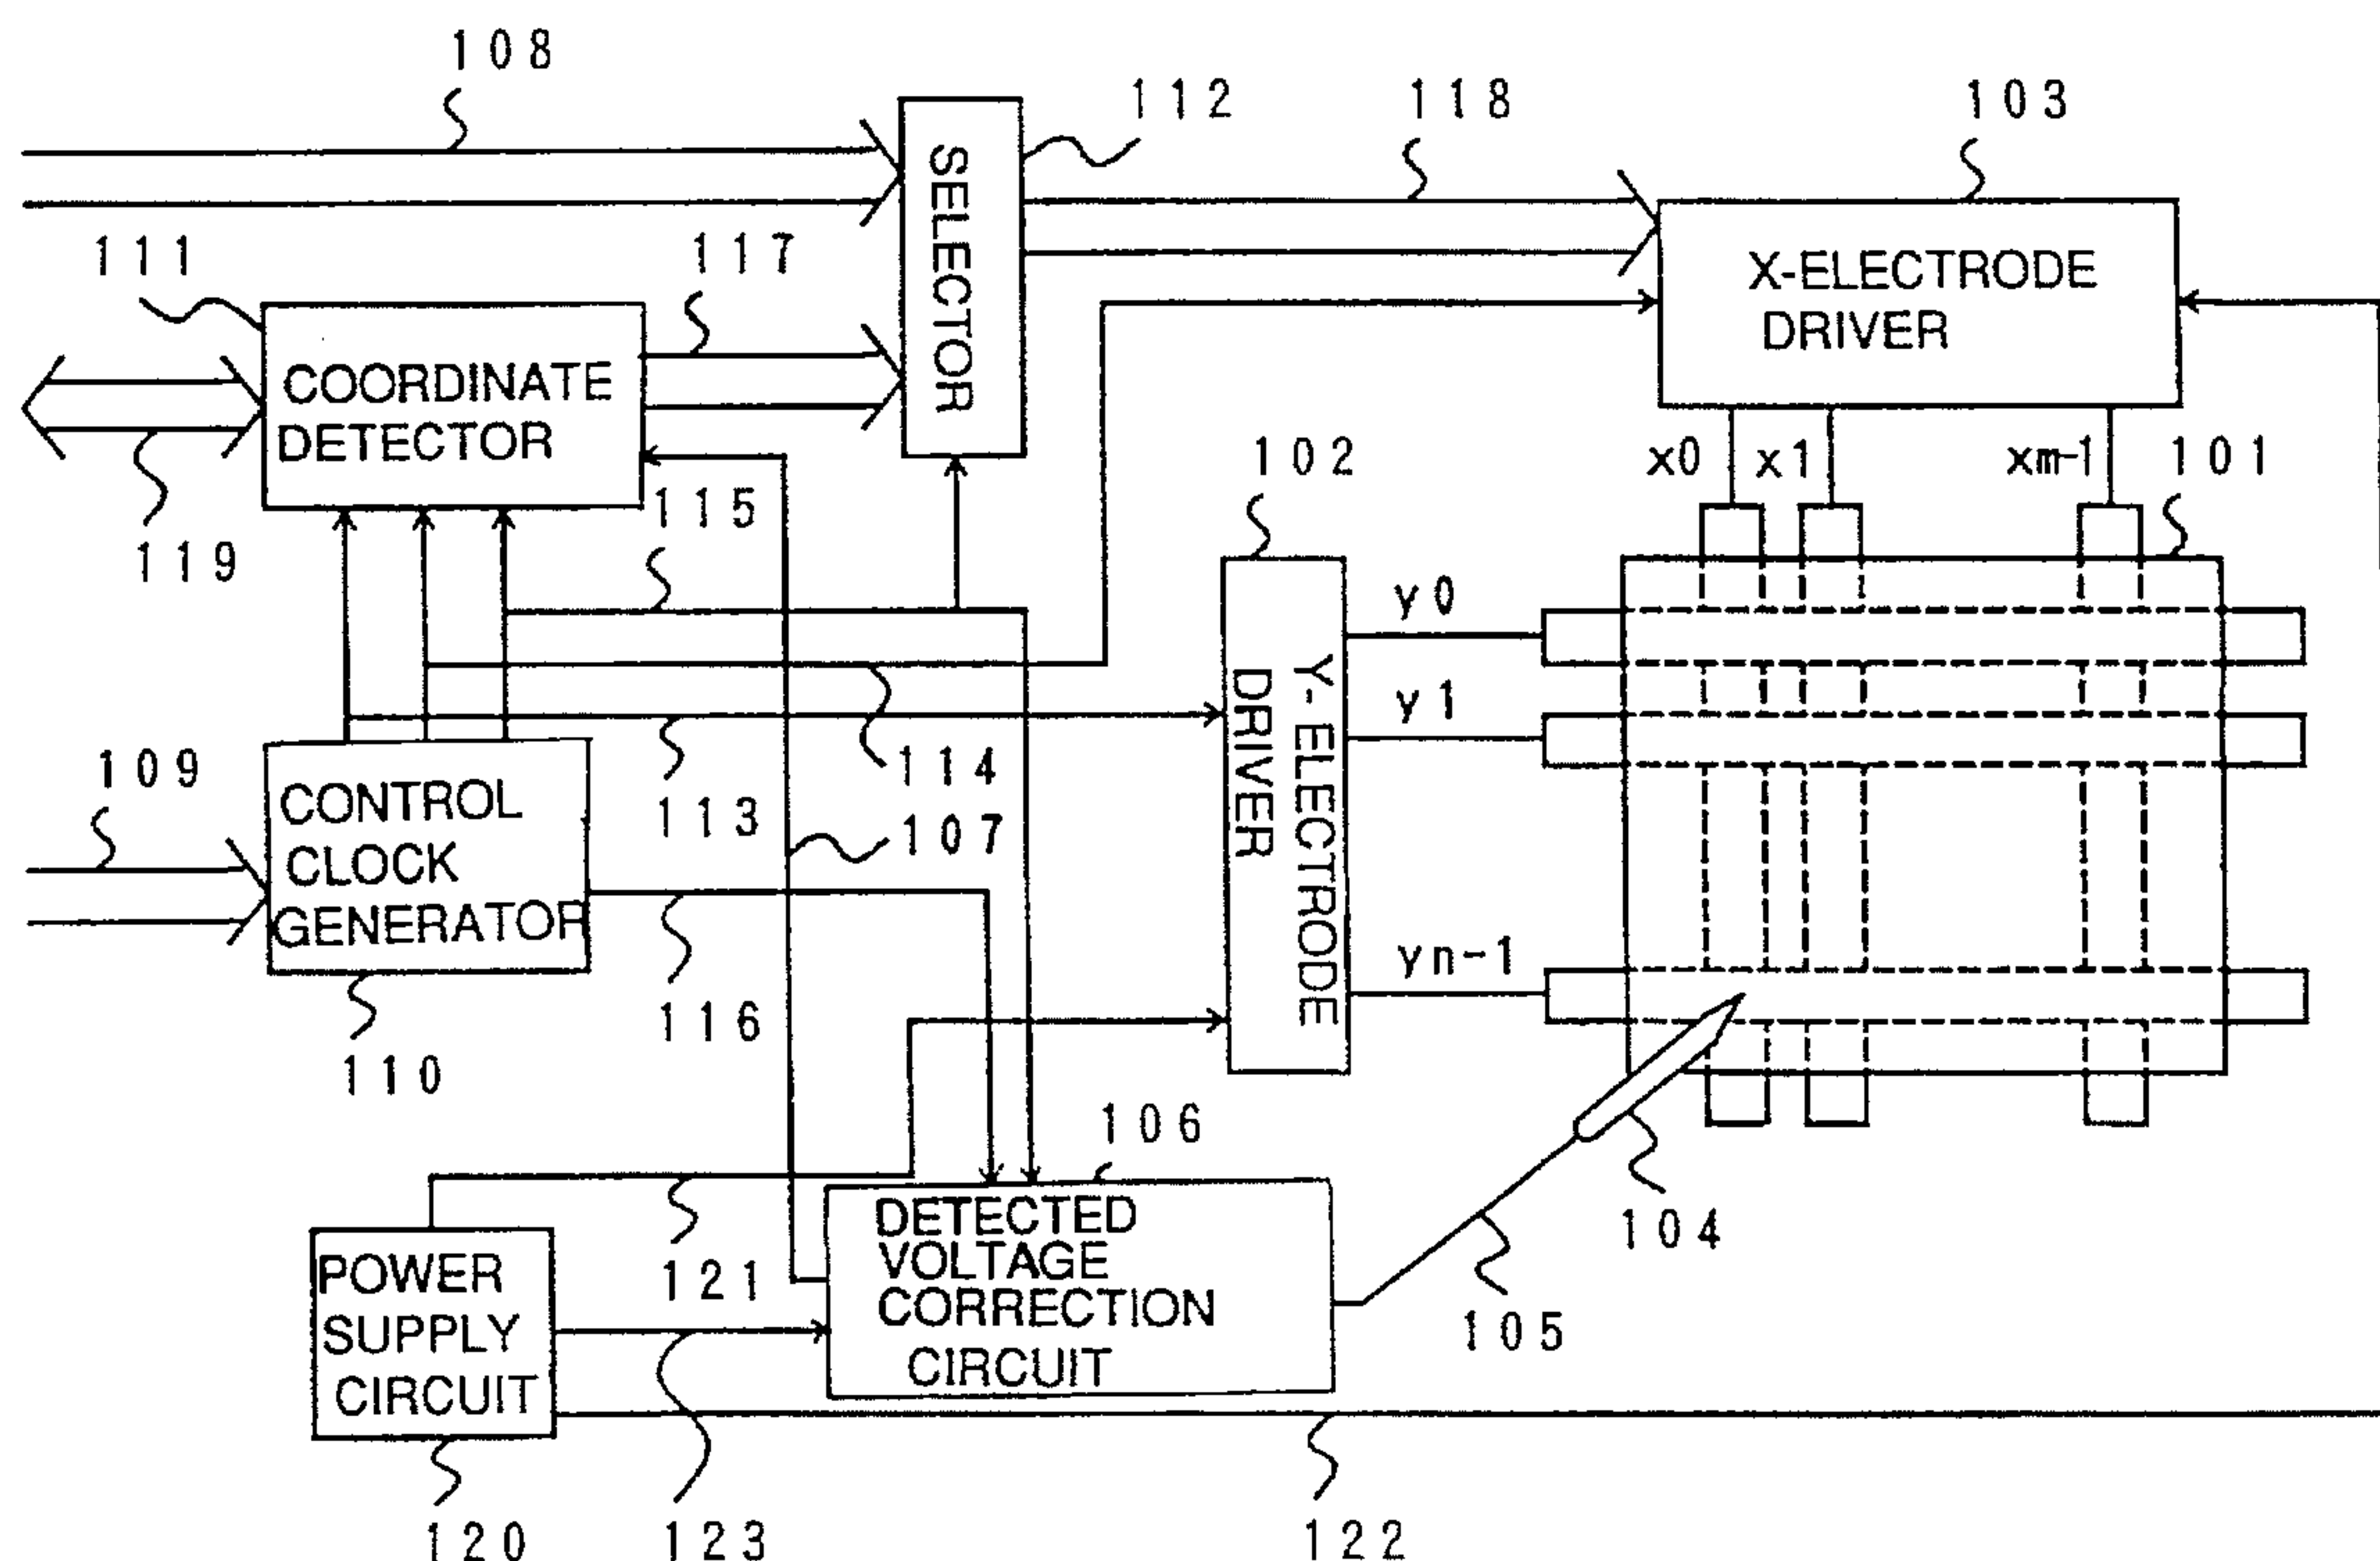 108
112
118
103
SELECTOR
111
117
X-ELECTRODE
DRIVER
COORDINATE
DETECTOR
102
x0
x1
xm-1
101
115
119
y0
Y-ELECTRODE
DRIVER
y1
109
114
113
107
CONTROL
CLOCK
GENERATOR
yn-1
116
110
106
DETECTED
VOLTAGE
CORRECTION
CIRCUIT
104
121
POWER
SUPPLY
CIRCUIT
105
120
123
122